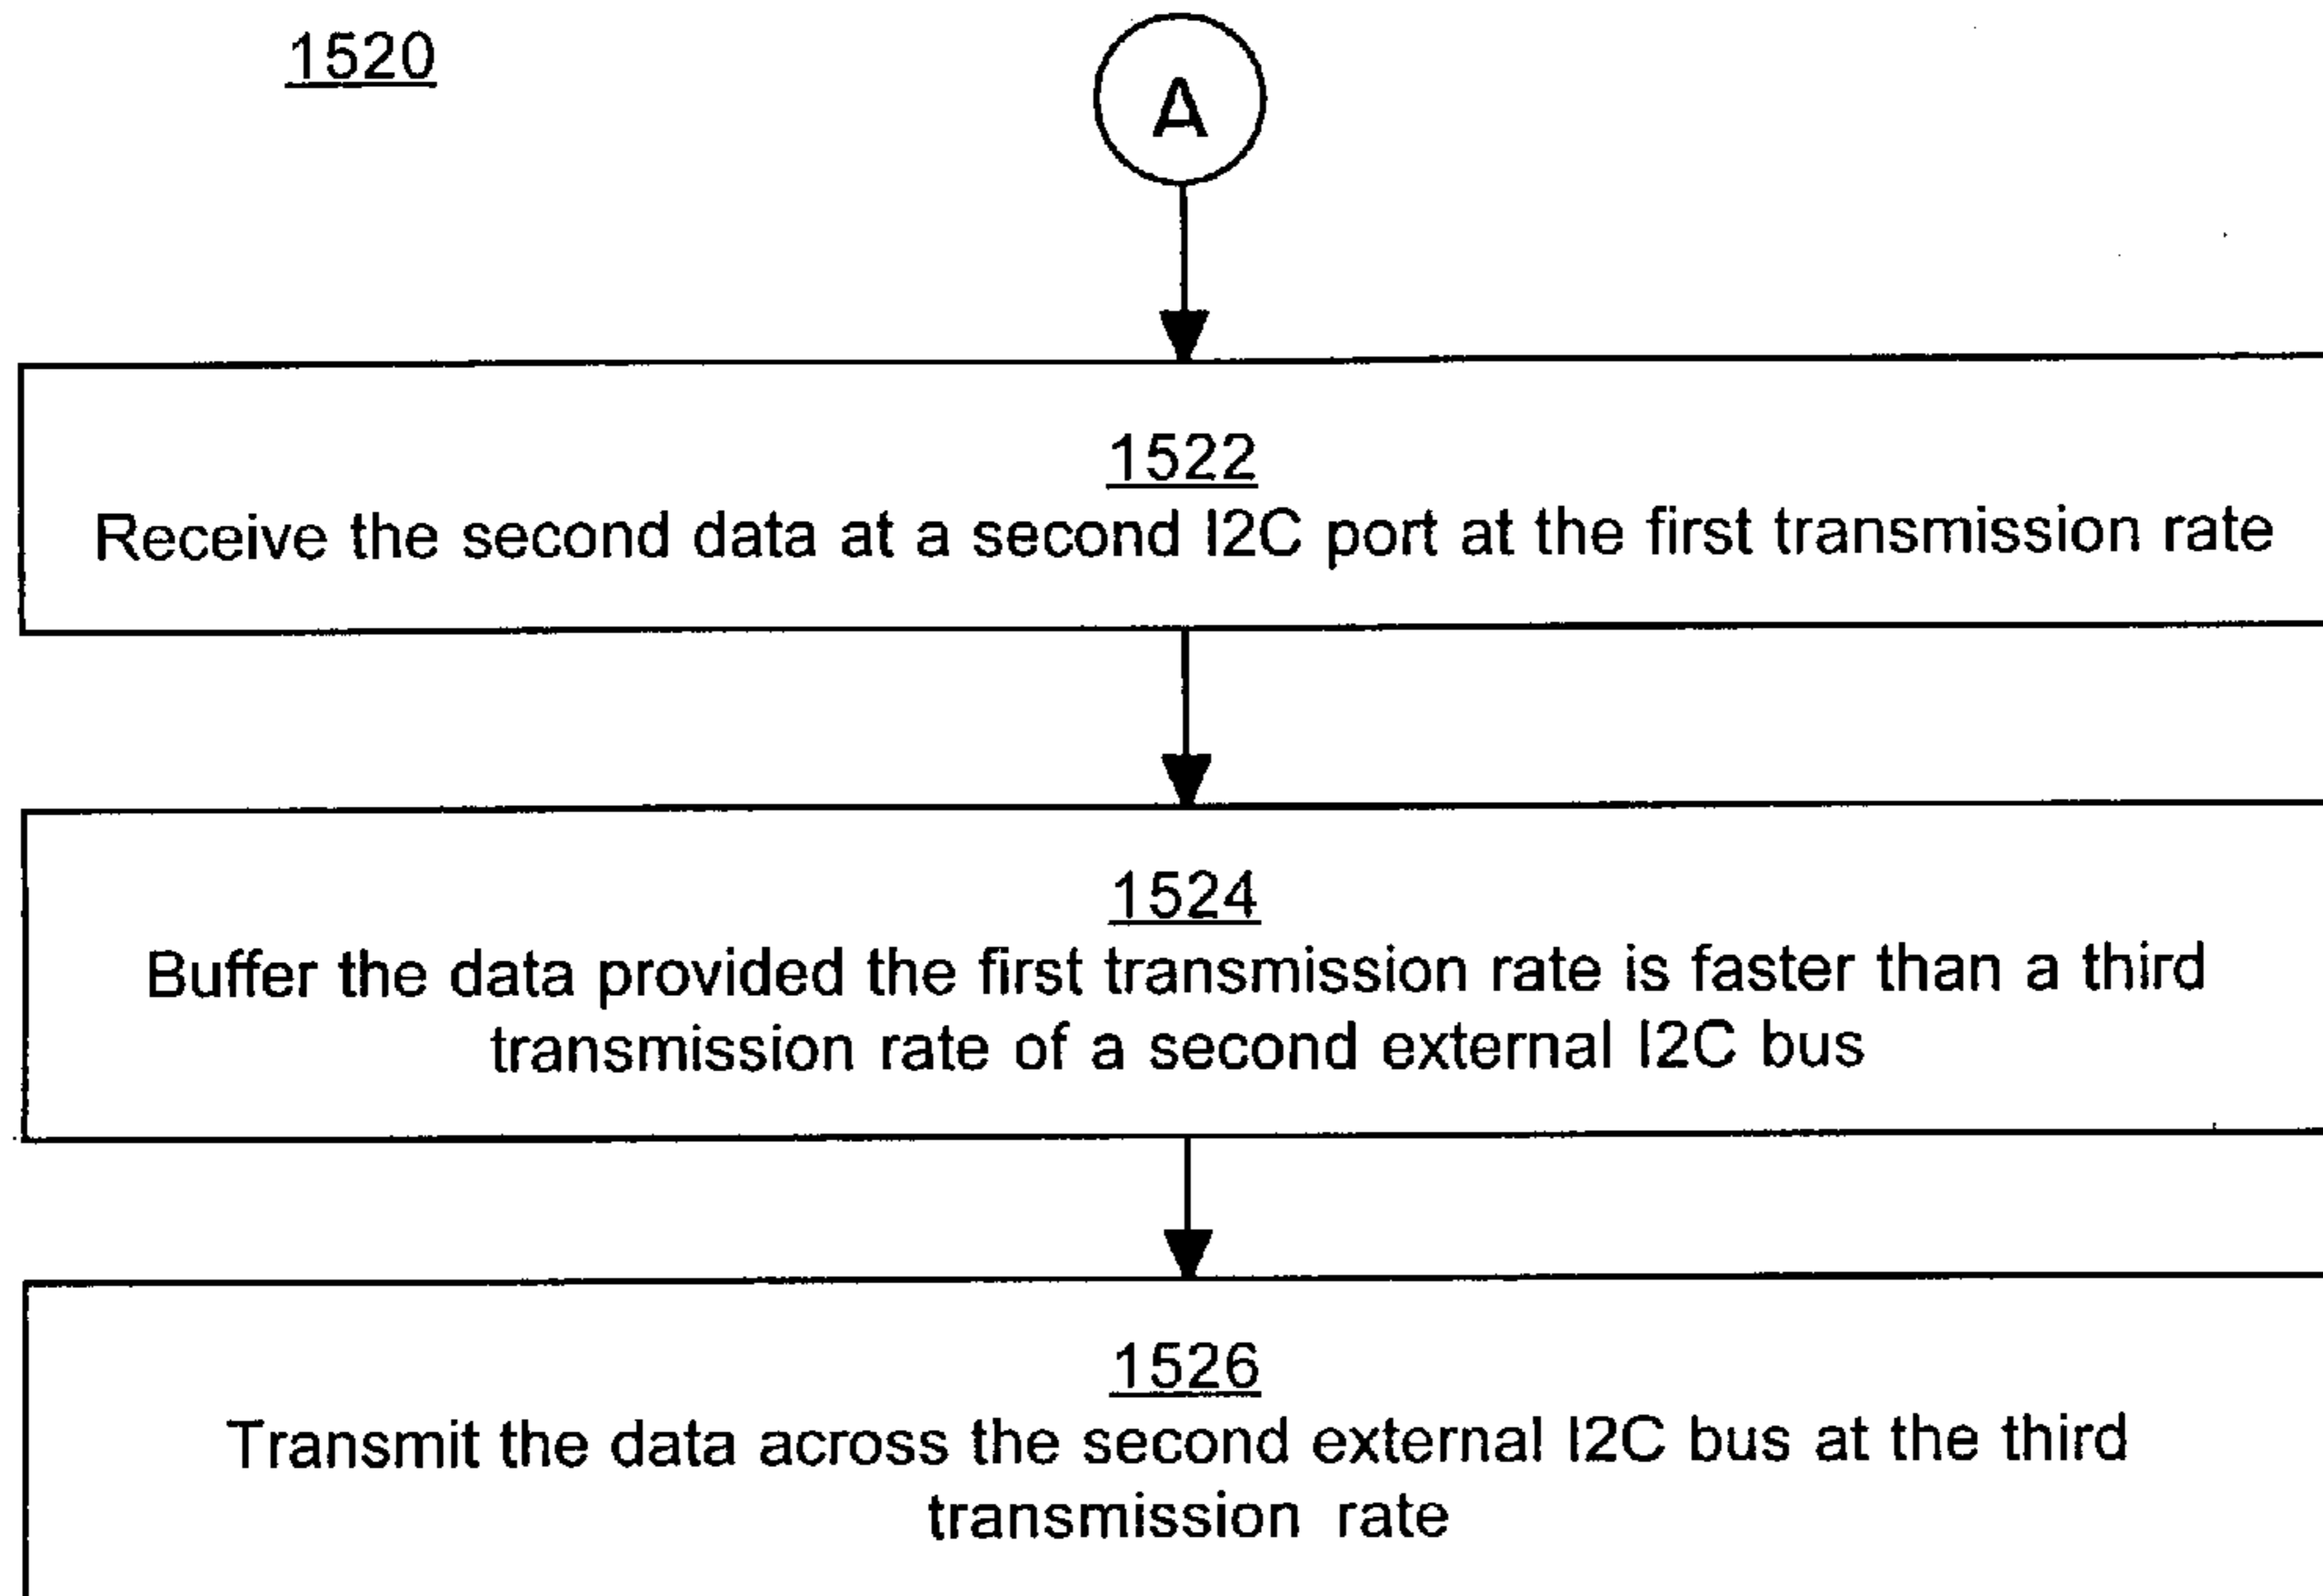 1520
A
1522
Receive the second data at a second I2C port at the first transmission rate
1524
Buffer the data provided the first transmission rate is faster than a third
transmission rate of a second external I2C bus
1526
Transmit the data across the second external I2C bus at the third
transmission rate